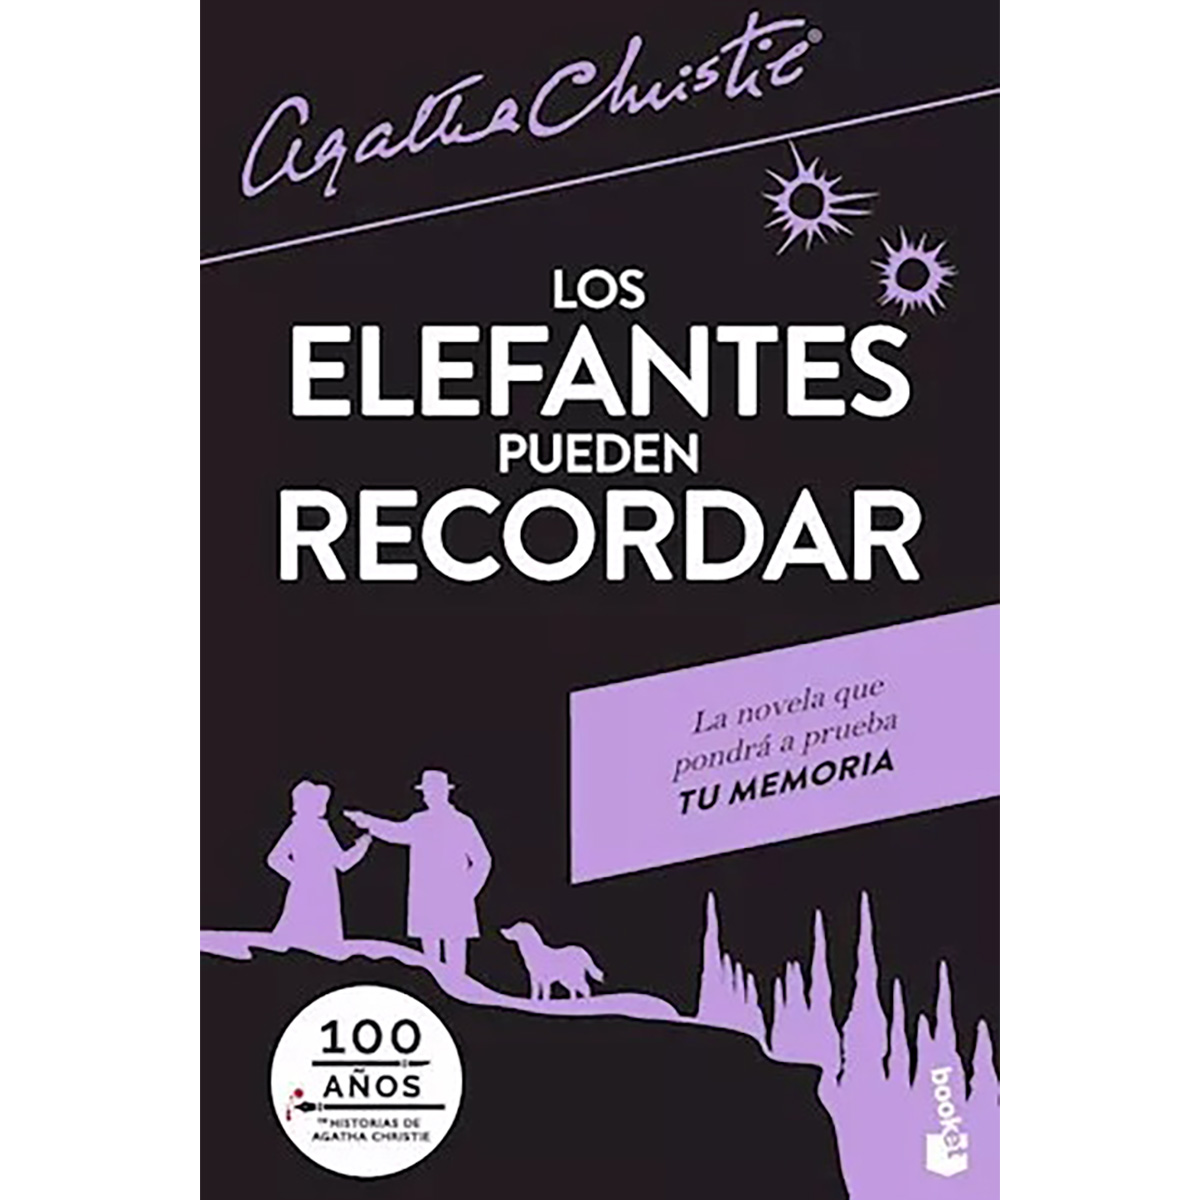 Agatha Christie®
LOS
ELEFANTES
PUEDEN
RECORDAR
La novela que
pondrá a prueba
TU MEMORIA
100
AÑOS
DE HISTORIAS DE
AGATHA CHRISTIE
booket